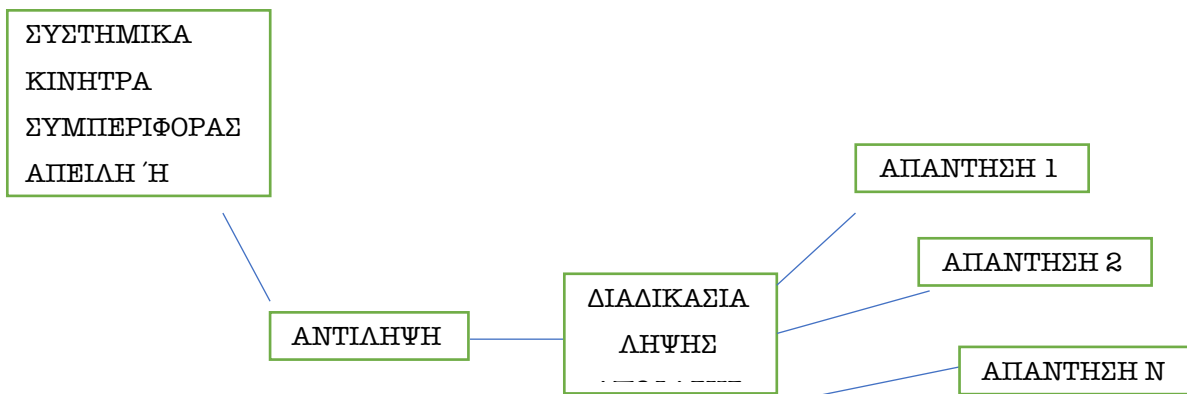 ΣΥΣΤΗΜΙΚΑ
ΚΙΝΗΤΡΑ
ΣΥΜΠΕΡΙΦΟΡΑΣ
ΑΠΕΙΛΗ Ή
ΑΠΑΝΤΗΣΗ 1
ΑΠΑΝΤΗΣΗ 2
ΑΝΤΙΛΗΨΗ
ΔΙΑΔΙΚΑΣΙΑ
ΛΗΨΗΣ
ΑΠΑΝΤΗΣΗ Ν